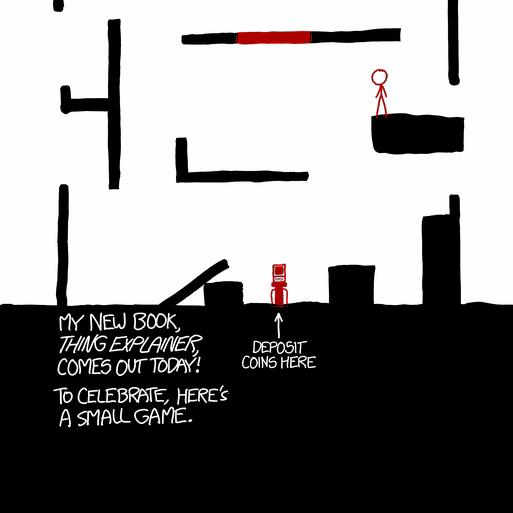 MY NEW BOOK,
THING EXPLAINER,
COMES OUT TODAY!
TO CELEBRATE, HERE'S
A SMALL GAME.
DEPOSIT
COINS HERE